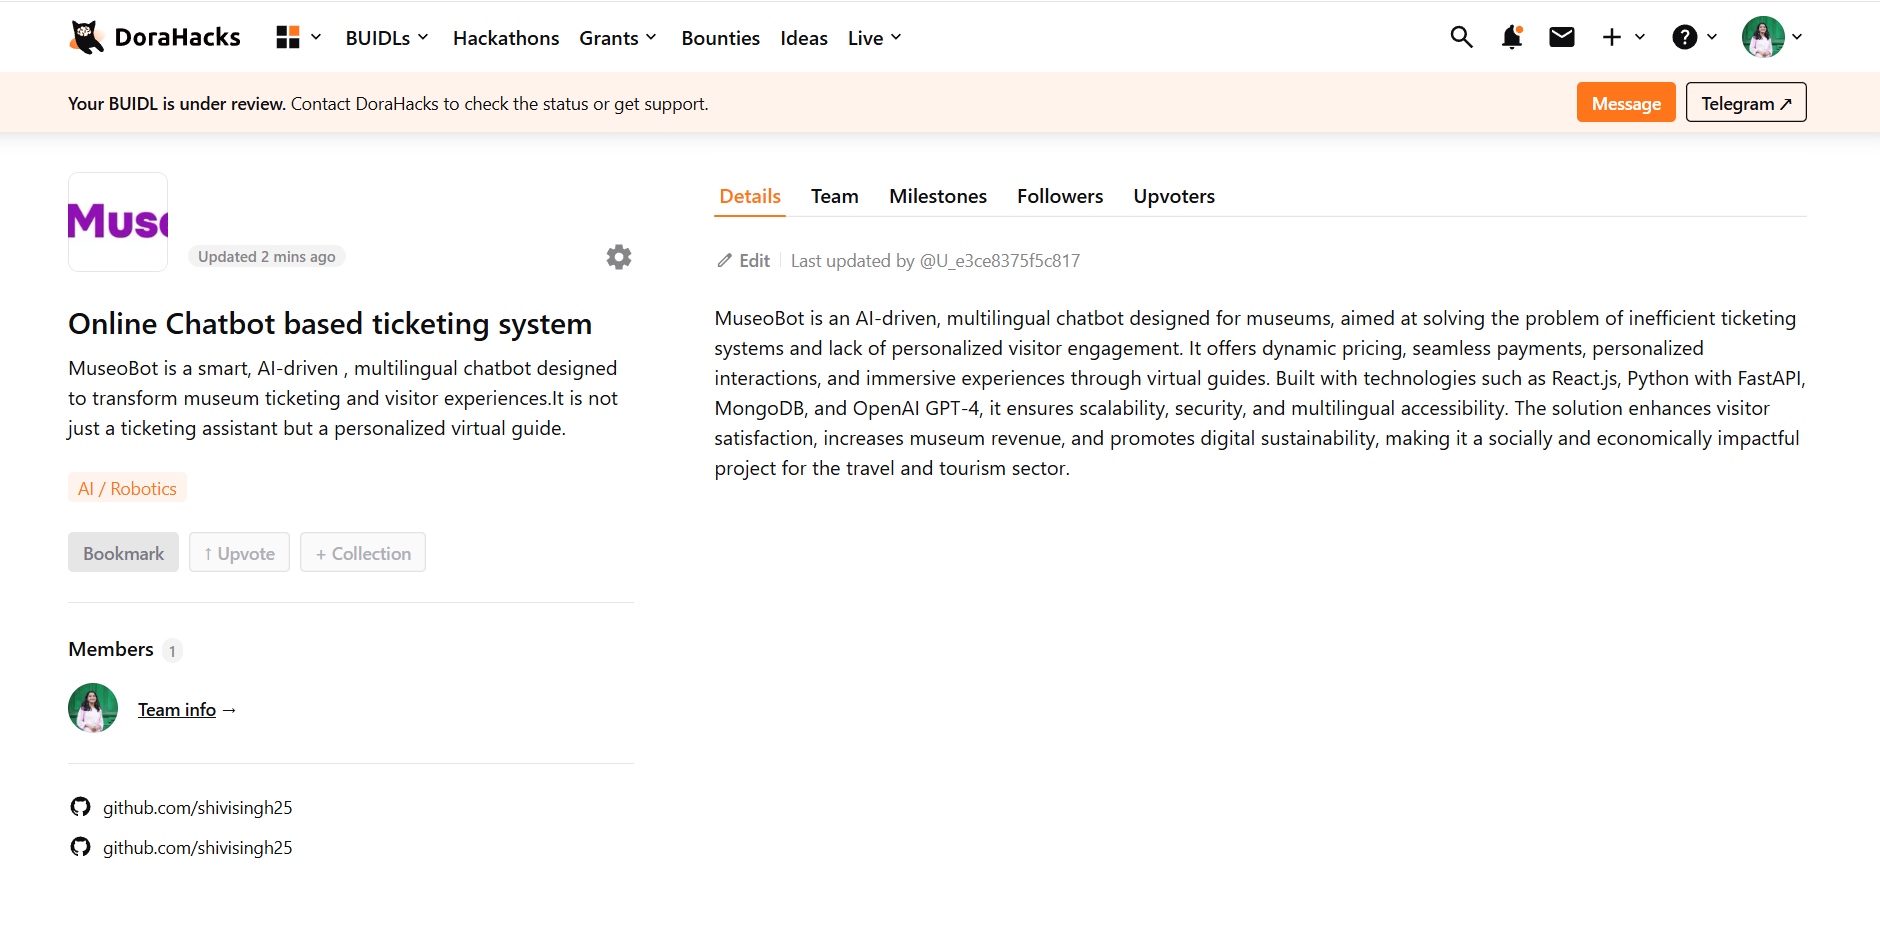 DoraHacks
BUIDLs
Hackathons
Grants
Bounties
Ideas
Live
Your BUIDL is under review. Contact DoraHacks to check the status or get support.
Message
Telegram ↗
Muse
Updated 2 mins ago
Online Chatbot based ticketing system
MuseoBot is a smart, AI-driven , multilingual chatbot designed
to transform museum ticketing and visitor experiences.It is not
just a ticketing assistant but a personalized virtual guide.
AI / Robotics
Bookmark
↑ Upvote
+ Collection
Members 1
Team info →
github.com/shivisingh25
github.com/shivisingh25
Details
Team
Milestones
Followers
Upvoters
Edit
Last updated by @U_e3ce8375f5c817
MuseoBot is an AI-driven, multilingual chatbot designed for museums, aimed at solving the problem of inefficient ticketing
systems and lack of personalized visitor engagement. It offers dynamic pricing, seamless payments, personalized
interactions, and immersive experiences through virtual guides. Built with technologies such as React.js, Python with FastAPI,
MongoDB, and OpenAI GPT-4, it ensures scalability, security, and multilingual accessibility. The solution enhances visitor
satisfaction, increases museum revenue, and promotes digital sustainability, making it a socially and economically impactful
project for the travel and tourism sector.